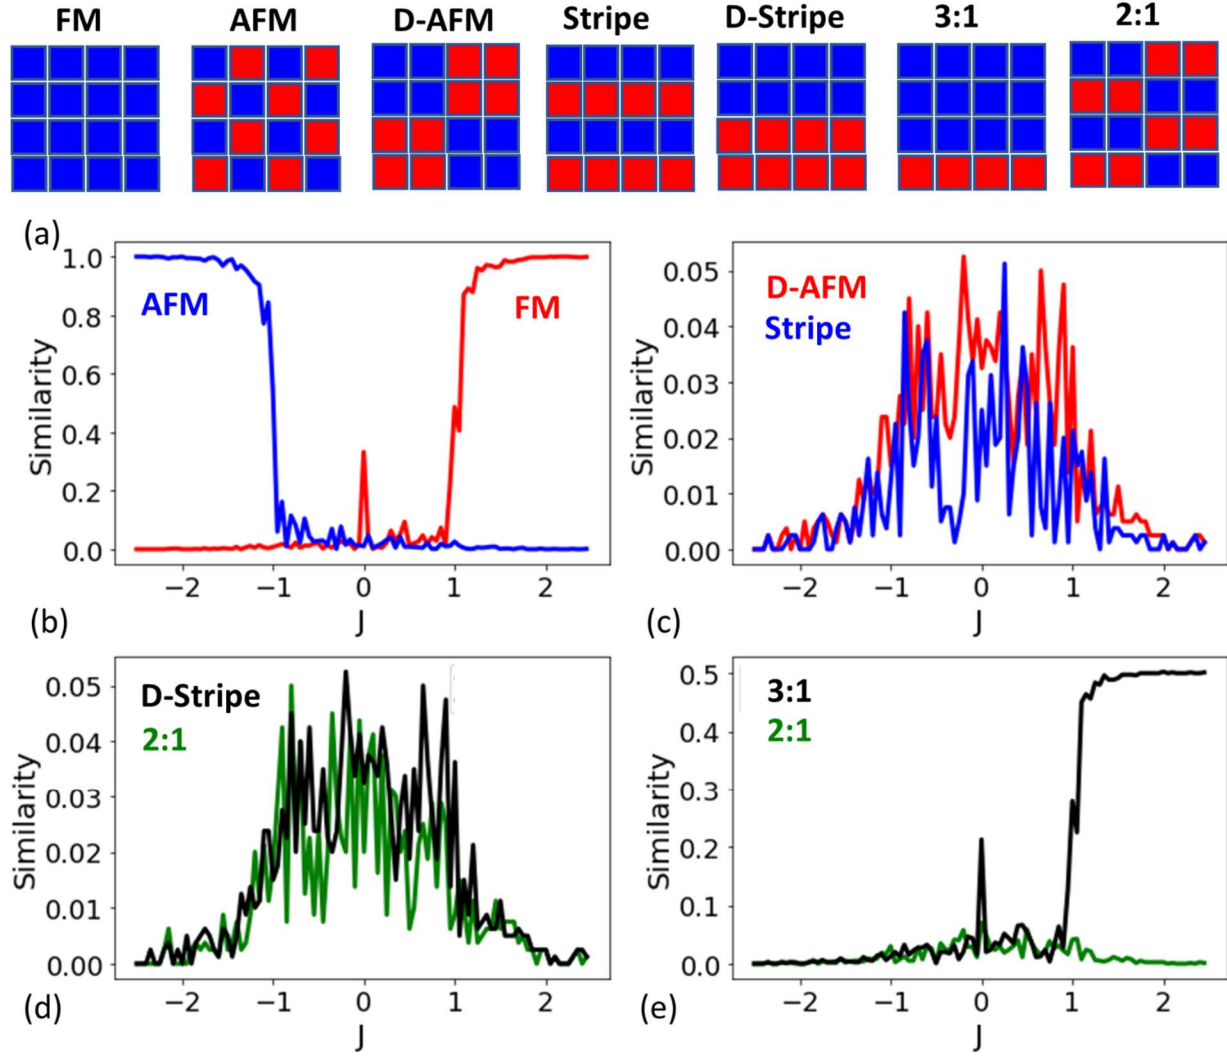 FM AFM D-AFM Stripe D-Stripe 3:1 2:1
(a)
1.0
0.8
0.6
0.4
0.2
0.0
Similarity
AFM
FM
−2 −1 0 1 2
J
(b)
0.05
0.04
0.03
0.02
0.01
0.00
Similarity
D-AFM
Stripe
−2 −1 0 1 2
J
(c)
0.05
0.04
0.03
0.02
0.01
0.00
Similarity
D-Stripe
2:1
−2 −1 0 1 2
J
(d)
0.5
0.4
0.3
0.2
0.1
0.0
Similarity
3:1
2:1
−2 −1 0 1 2
J
(e)